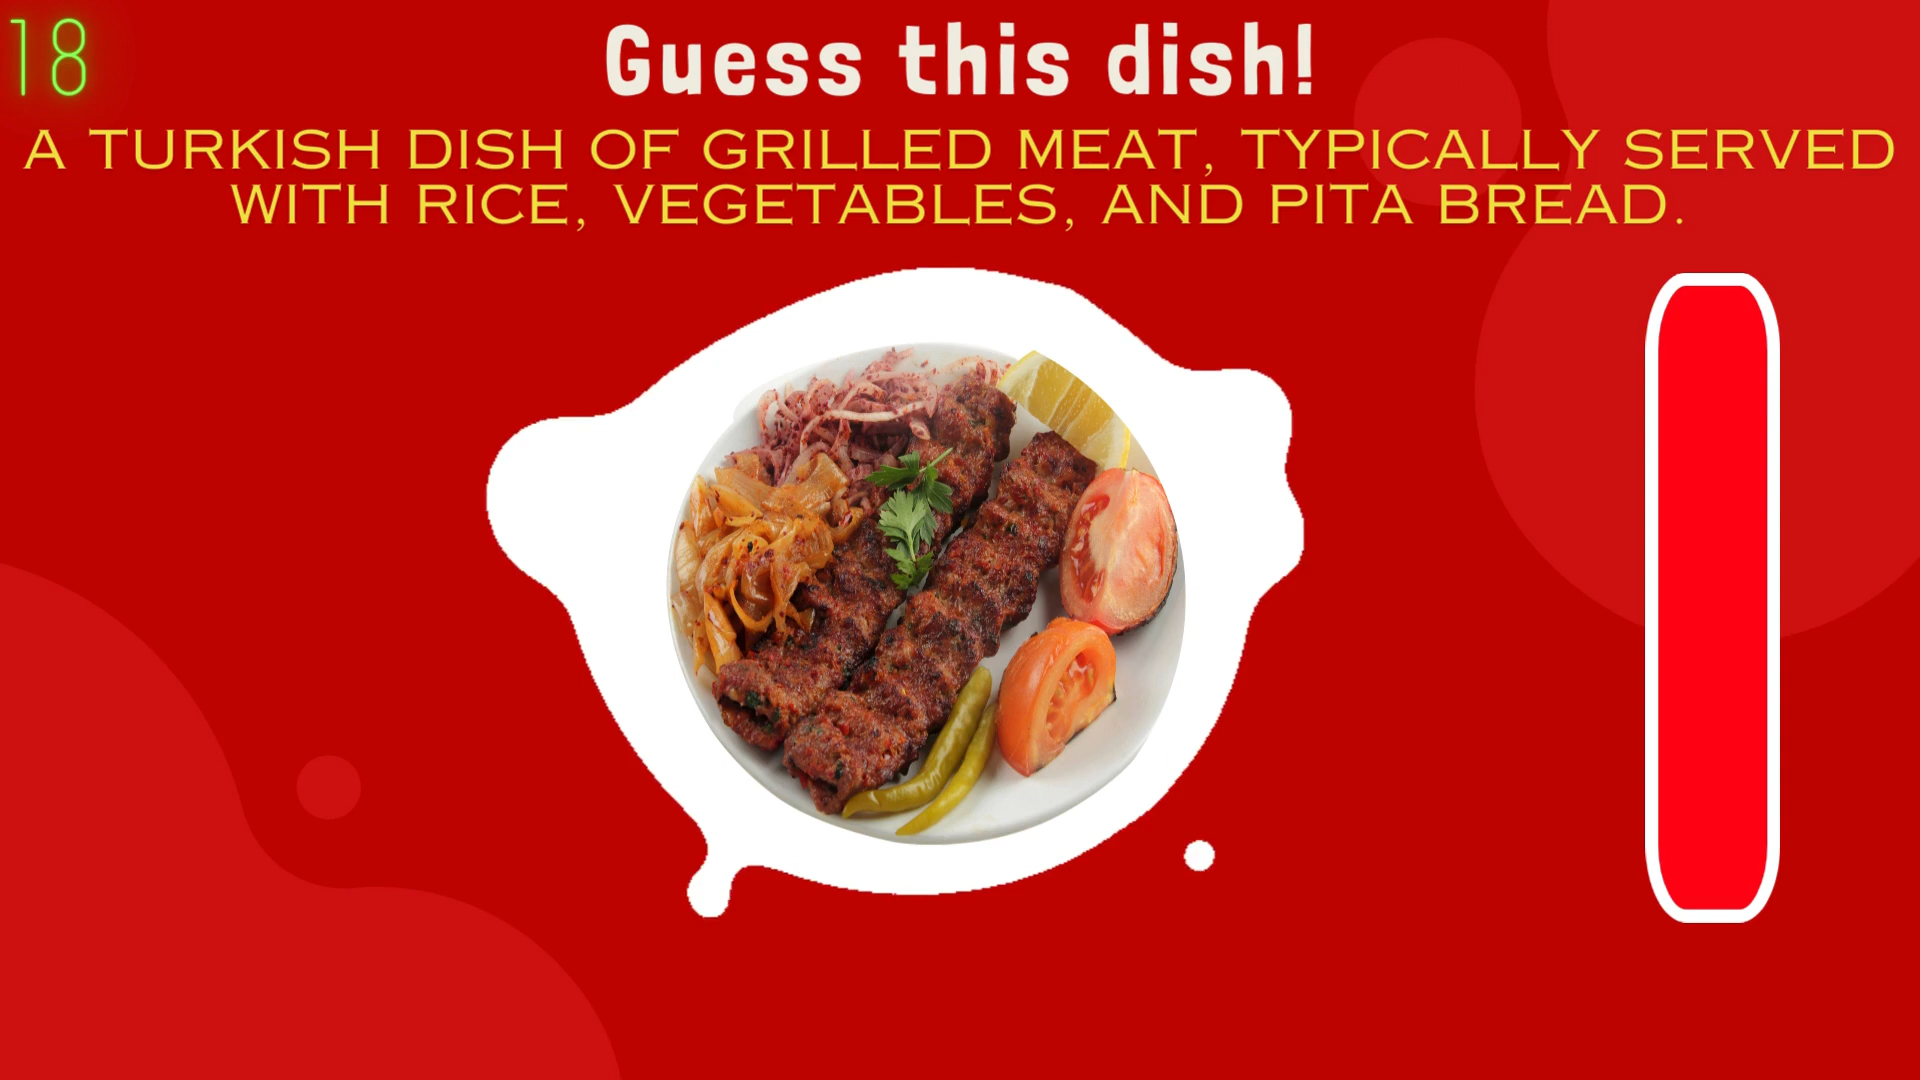 18
Guess this dish!
A TURKISH DISH OF GRILLED MEAT, TYPICALLY SERVED
WITH RICE, VEGETABLES, AND PITA BREAD.